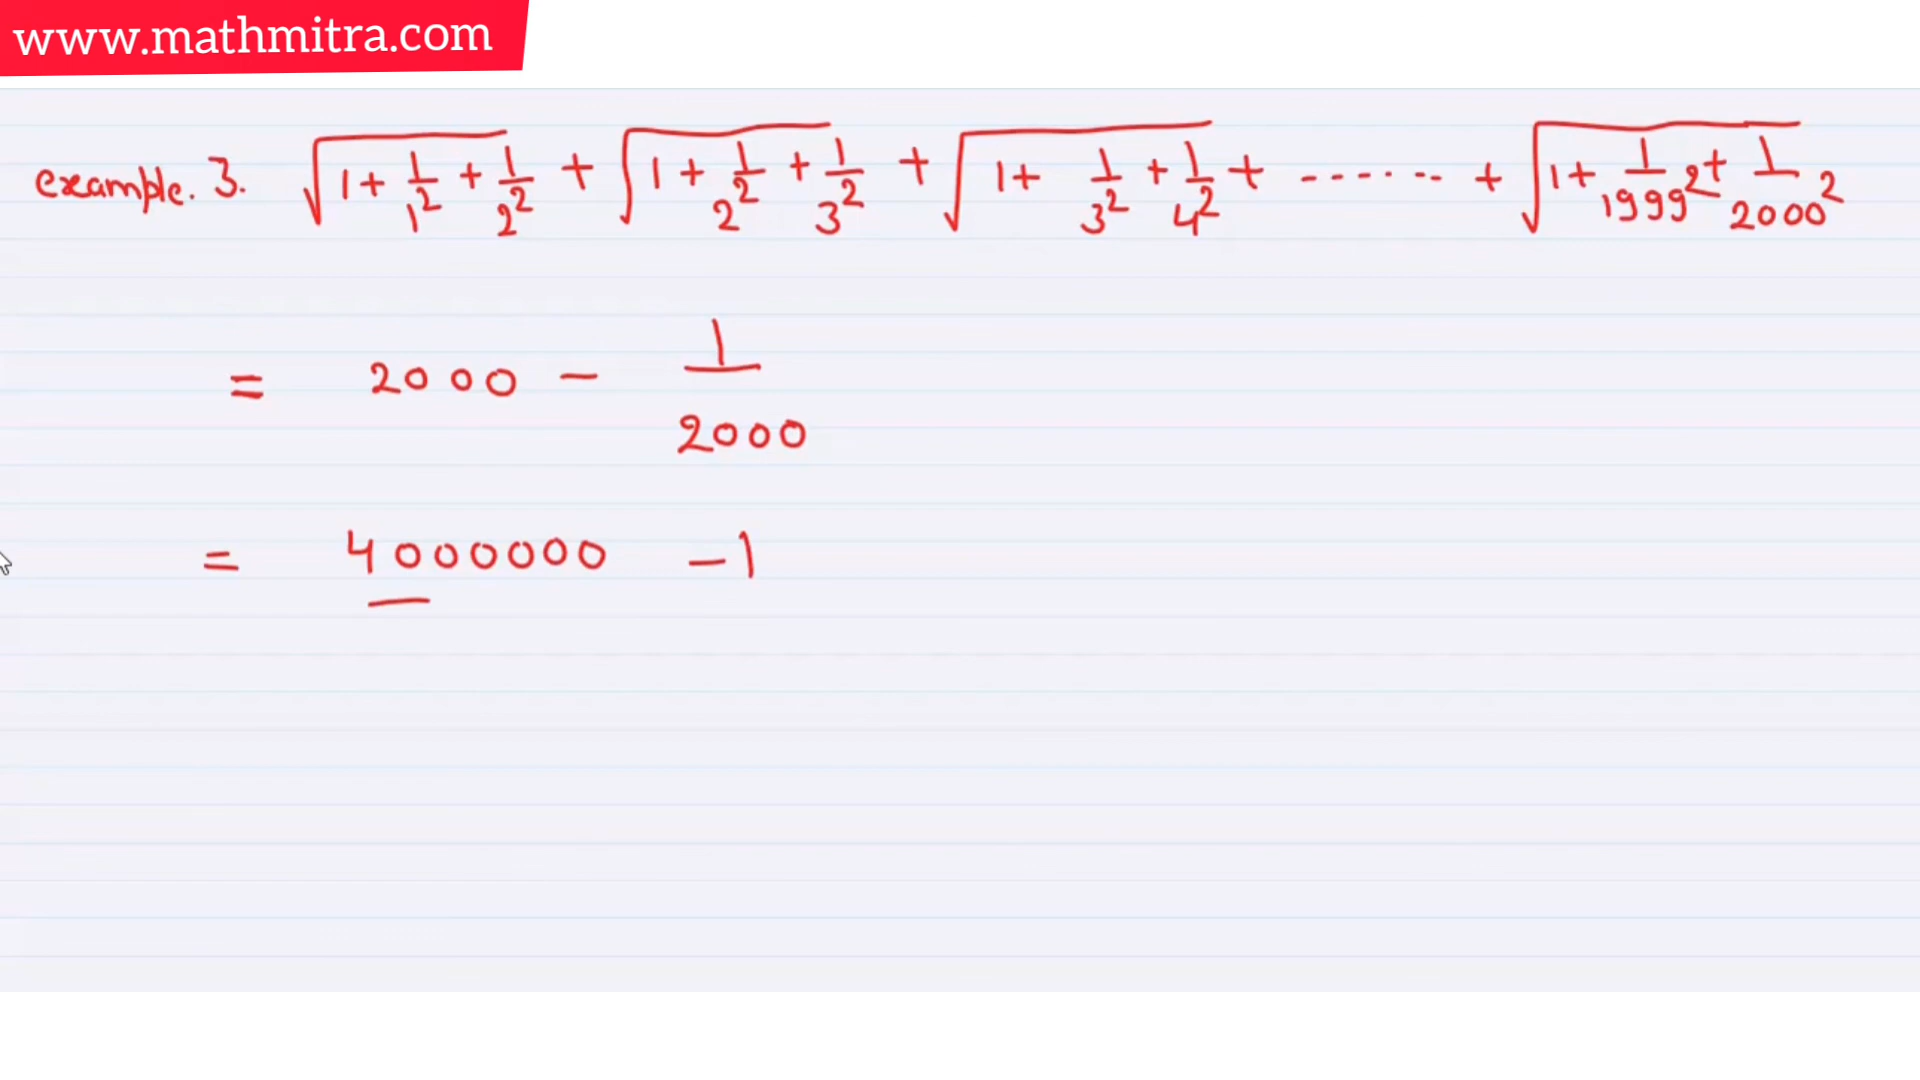 www.mathmitra.com
example. 3. √(1 + 1/1² + 1/2²) + √(1 + 1/2² + 1/3²) + √(1 + 1/3² + 1/4²) + ....... + √(1 + 1/1999² + 1/2000²)
= 2000 - 1/2000
= 4000000 - 1